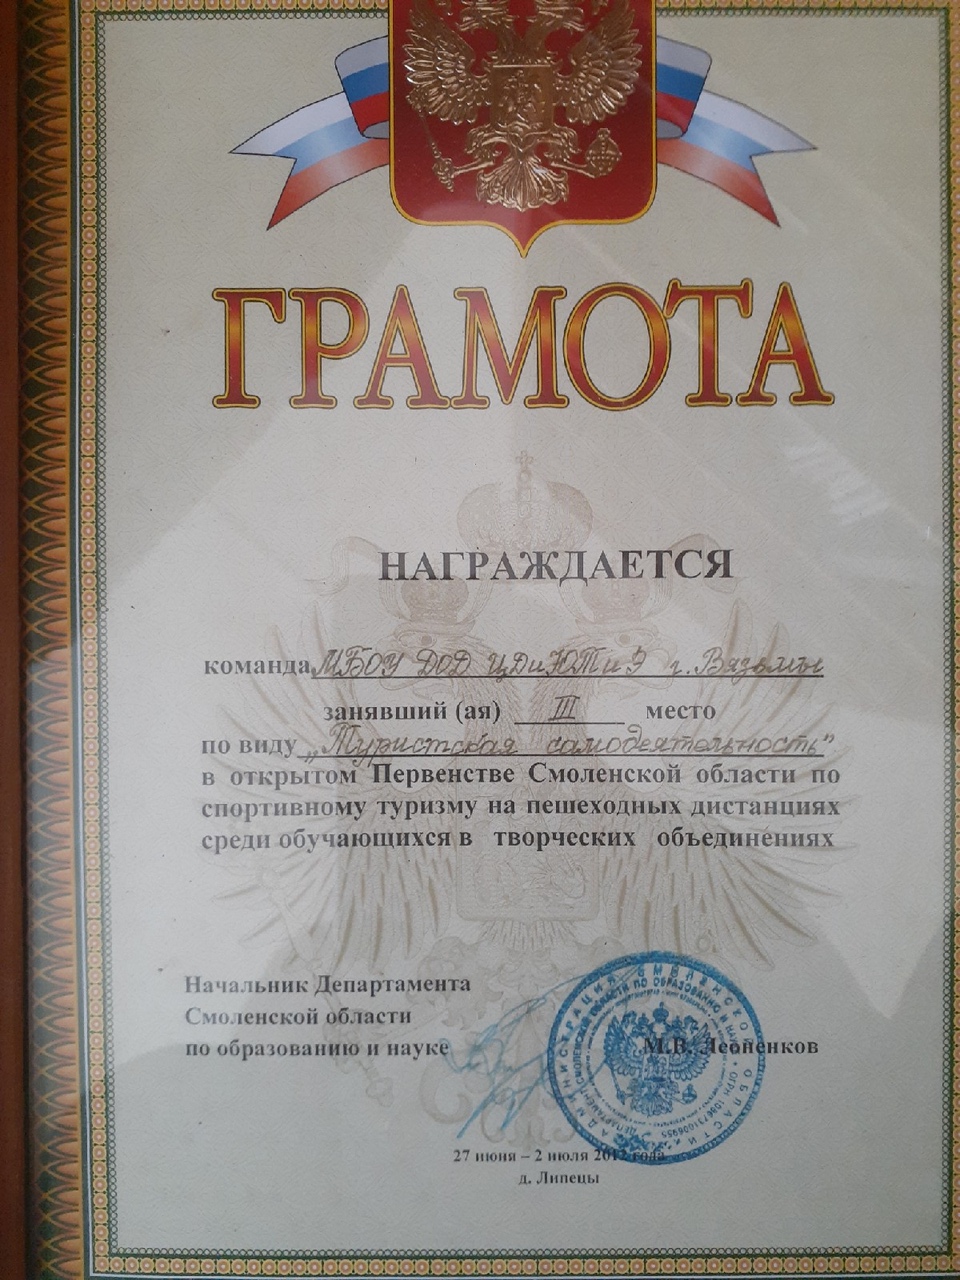 ГРАМОТА
НАГРАЖДАЕТСЯ
команда МБОУ ДОД ЦДиЮТиЭ г. Вязьмы
занявший (ая) III место
по виду „Туристская самодеятельность"
в открытом Первенстве Смоленской области по
спортивному туризму на пешеходных дистанциях
среди обучающихся в творческих объединениях
Начальник Департамента
Смоленской области
по образованию и науке М.В. Леоненков
27 июня – 2 июля 2012 года
д. Липецы